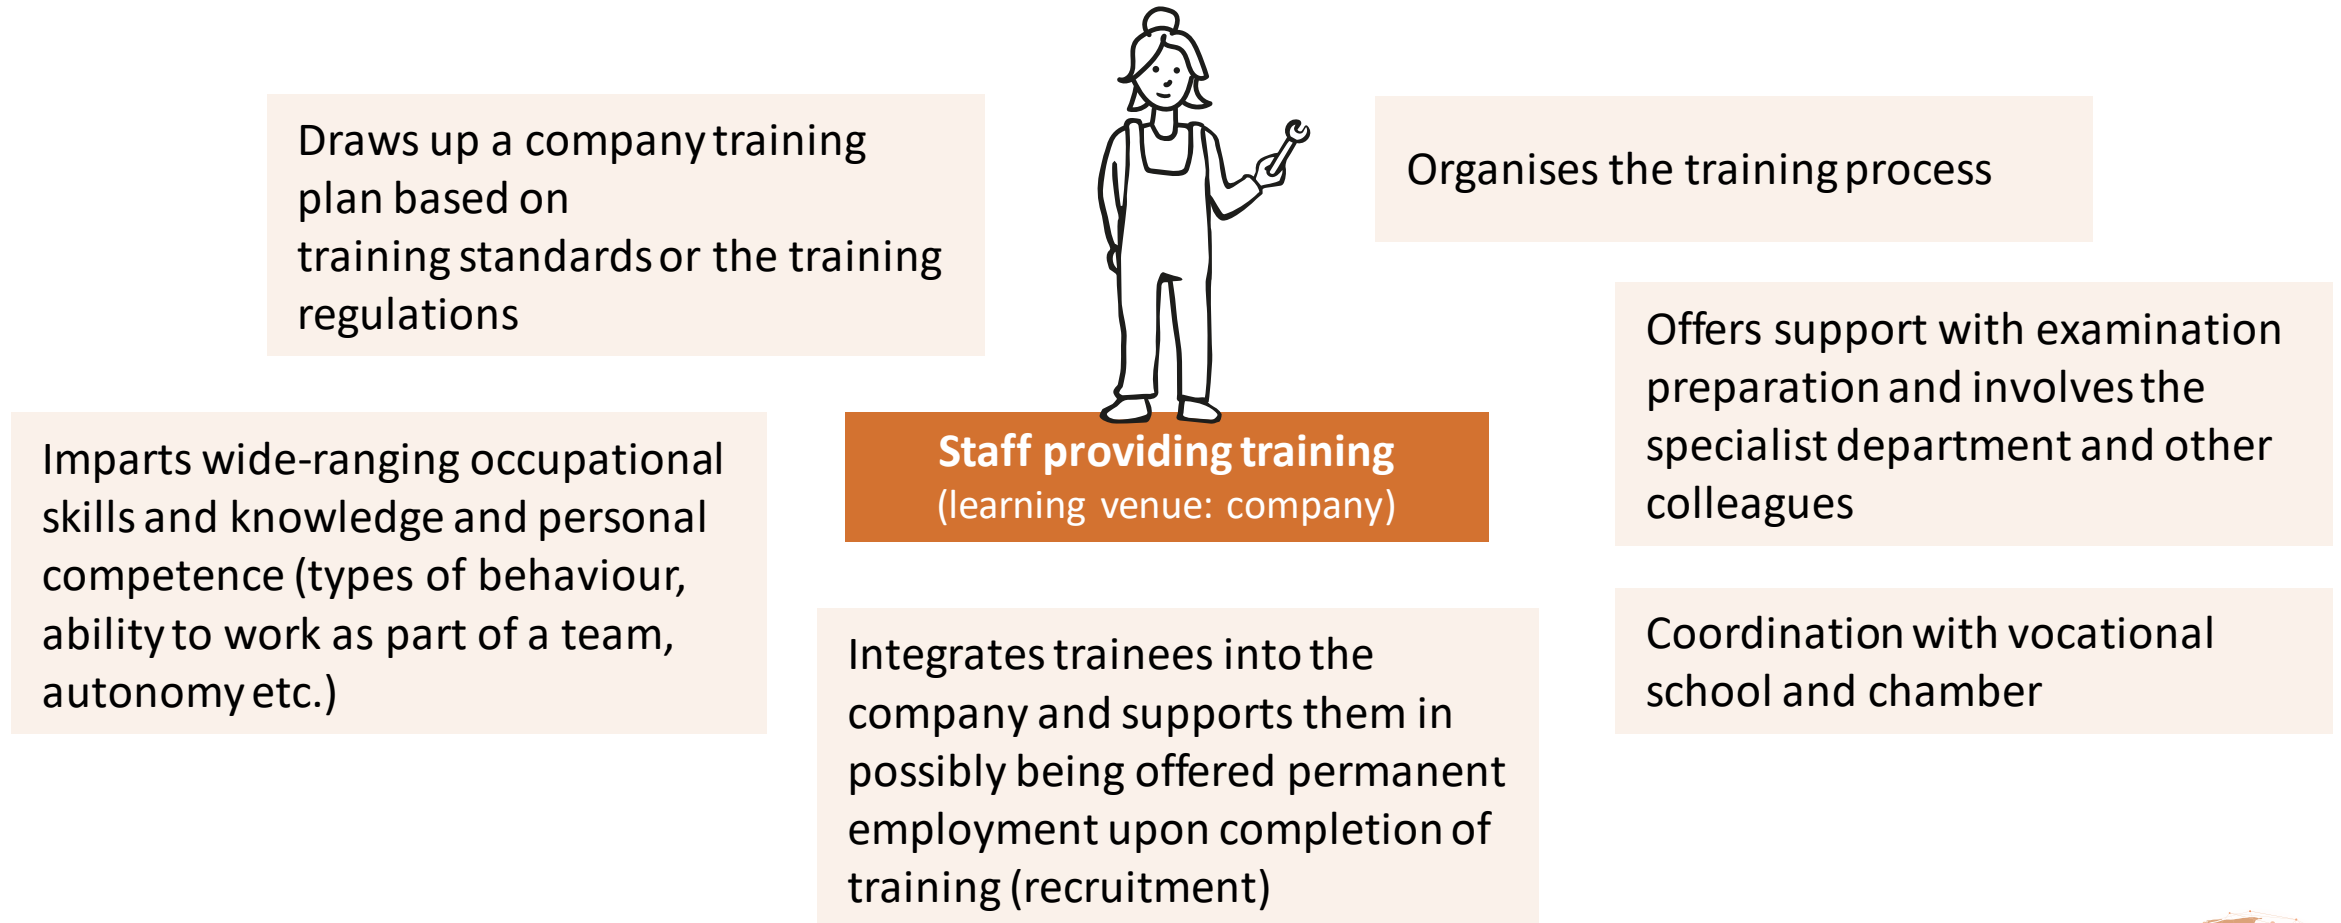 Draws up a company training
plan based on
training standards or the training
regulations
Organises the training process
Offers support with examination
preparation and involves the
specialist department and other
colleagues
Imparts wide-ranging occupational
skills and knowledge and personal
competence (types of behaviour,
ability to work as part of a team,
autonomy etc.)
Staff providing training
(learning venue: company)
Coordination with vocational
school and chamber
Integrates trainees into the
company and supports them in
possibly being offered permanent
employment upon completion of
training (recruitment)